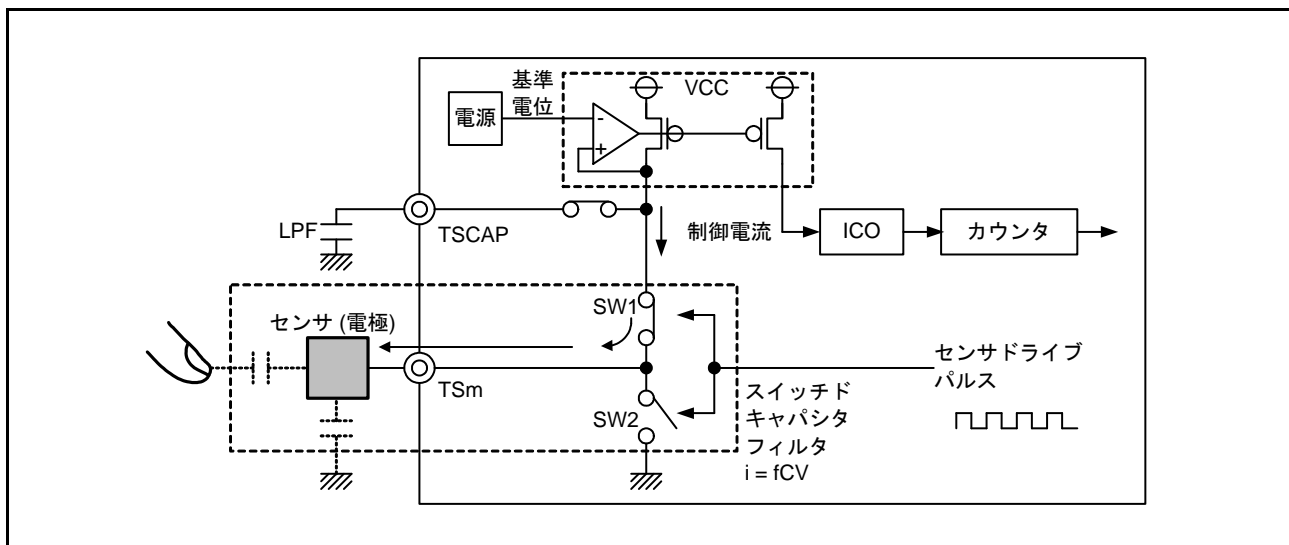 基準
電位
VCC
電源
-
+
LPF
TSCAP
制御電流
ICO
カウンタ
センサ (電極)
SW1
TSm
SW2
センサドライブ
パルス
スイッチド
キャパシタ
フィルタ
i = fCV